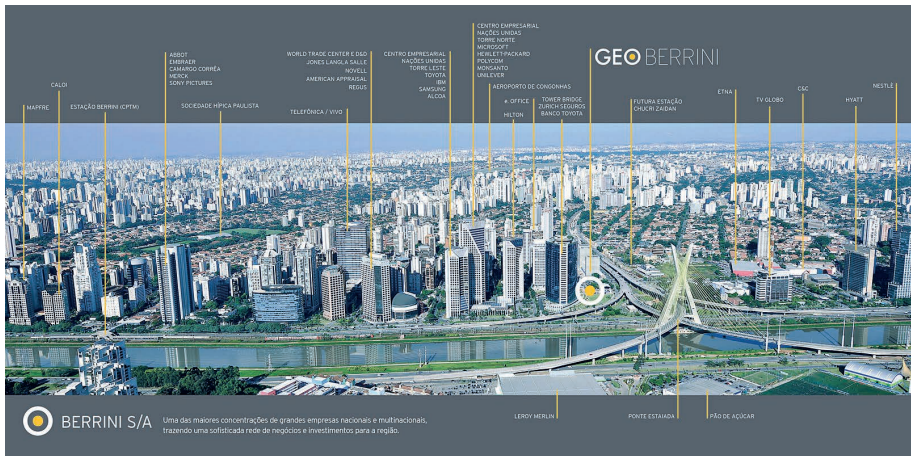 CENTRO EMPRESARIAL
NAÇÕES UNIDAS
TORRE NORTE
MICROSOFT
HEWLETT-PACKARD
POLYCOM
MONSANTO
UNILEVER
GEO BERRINI
ABBOT
EMBRAER
CAMARGO CORRÊA
MERCK
SONY PICTURES
WORLD TRADE CENTER E D&D
JONES LANGLA SALLE
NOVELL
AMERICAN APPRAISAL
REGUS
CENTRO EMPRESARIAL
NAÇÕES UNIDAS
TORRE LESTE
TOYOTA
IBM
SAMSUNG
ALCOA
CALOI
AEROPORTO DE CONGONHAS
ETNA
C&C
NESTLÉ
MAPFRE
ESTAÇÃO BERRINI (CPTM)
SOCIEDADE HÍPICA PAULISTA
TELEFÔNICA / VIVO
e. OFFICE
HILTON
TOWER BRIDGE
ZURICH SEGUROS
BANCO TOYOTA
FUTURA ESTAÇÃO
CHUCRI ZAIDAN
TV GLOBO
HYATT
LEROY MERLIN
PONTE ESTAIADA
PÃO DE AÇÚCAR
BERRINI S/A
Uma das maiores concentrações de grandes empresas nacionais e multinacionais,
trazendo uma sofisticada rede de negócios e investimentos para a região.